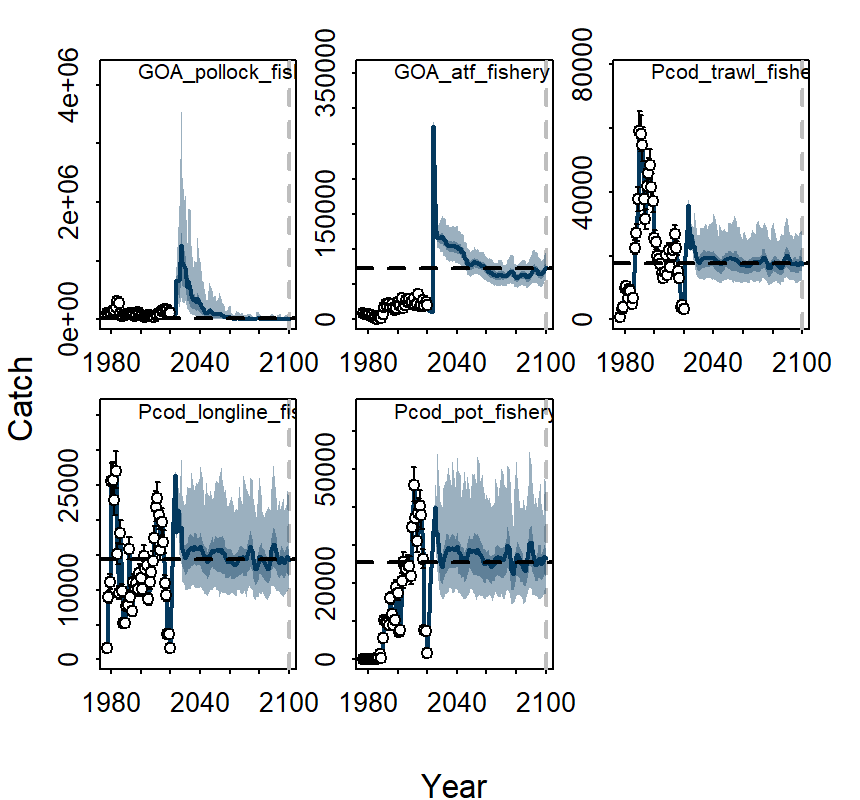 GOA_pollock_fis
0e+00 2e+06 4e+06
1980 2040 2100
GOA_atf_fishery
0 150000 350000
1980 2040 2100
Pcod_trawl_fishe
0 40000 80000
1980 2040 2100
Pcod_longline_fis
0 10000 25000
1980 2040 2100
Pcod_pot_fishery
0 20000 50000
1980 2040 2100
Catch
Year